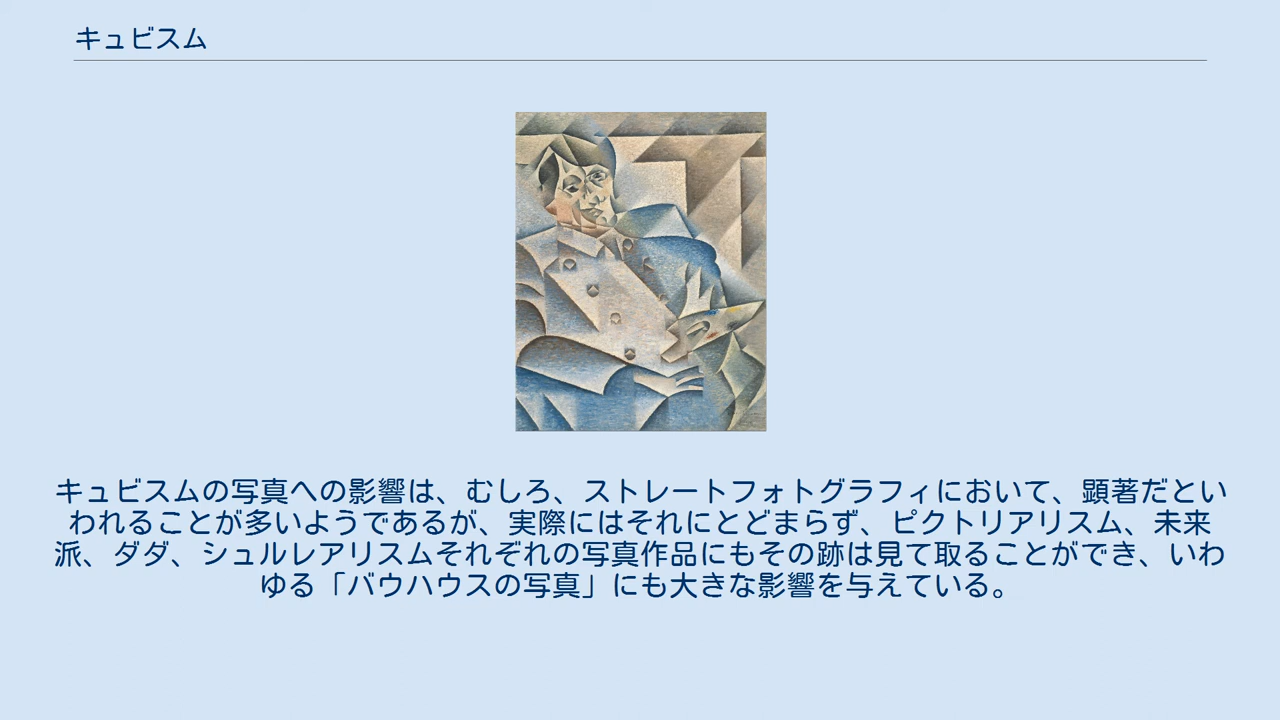 キュビスム
キュビスムの写真への影響は、むしろ、ストレートフォトグラフィにおいて、顕著だとい
われることが多いようであるが、実際にはそれにとどまらず、ピクトリアリスム、未来
派、ダダ、シュルレアリスムそれぞれの写真作品にもその跡は見て取ることができ、いわ
ゆる「バウハウスの写真」にも大きな影響を与えている。